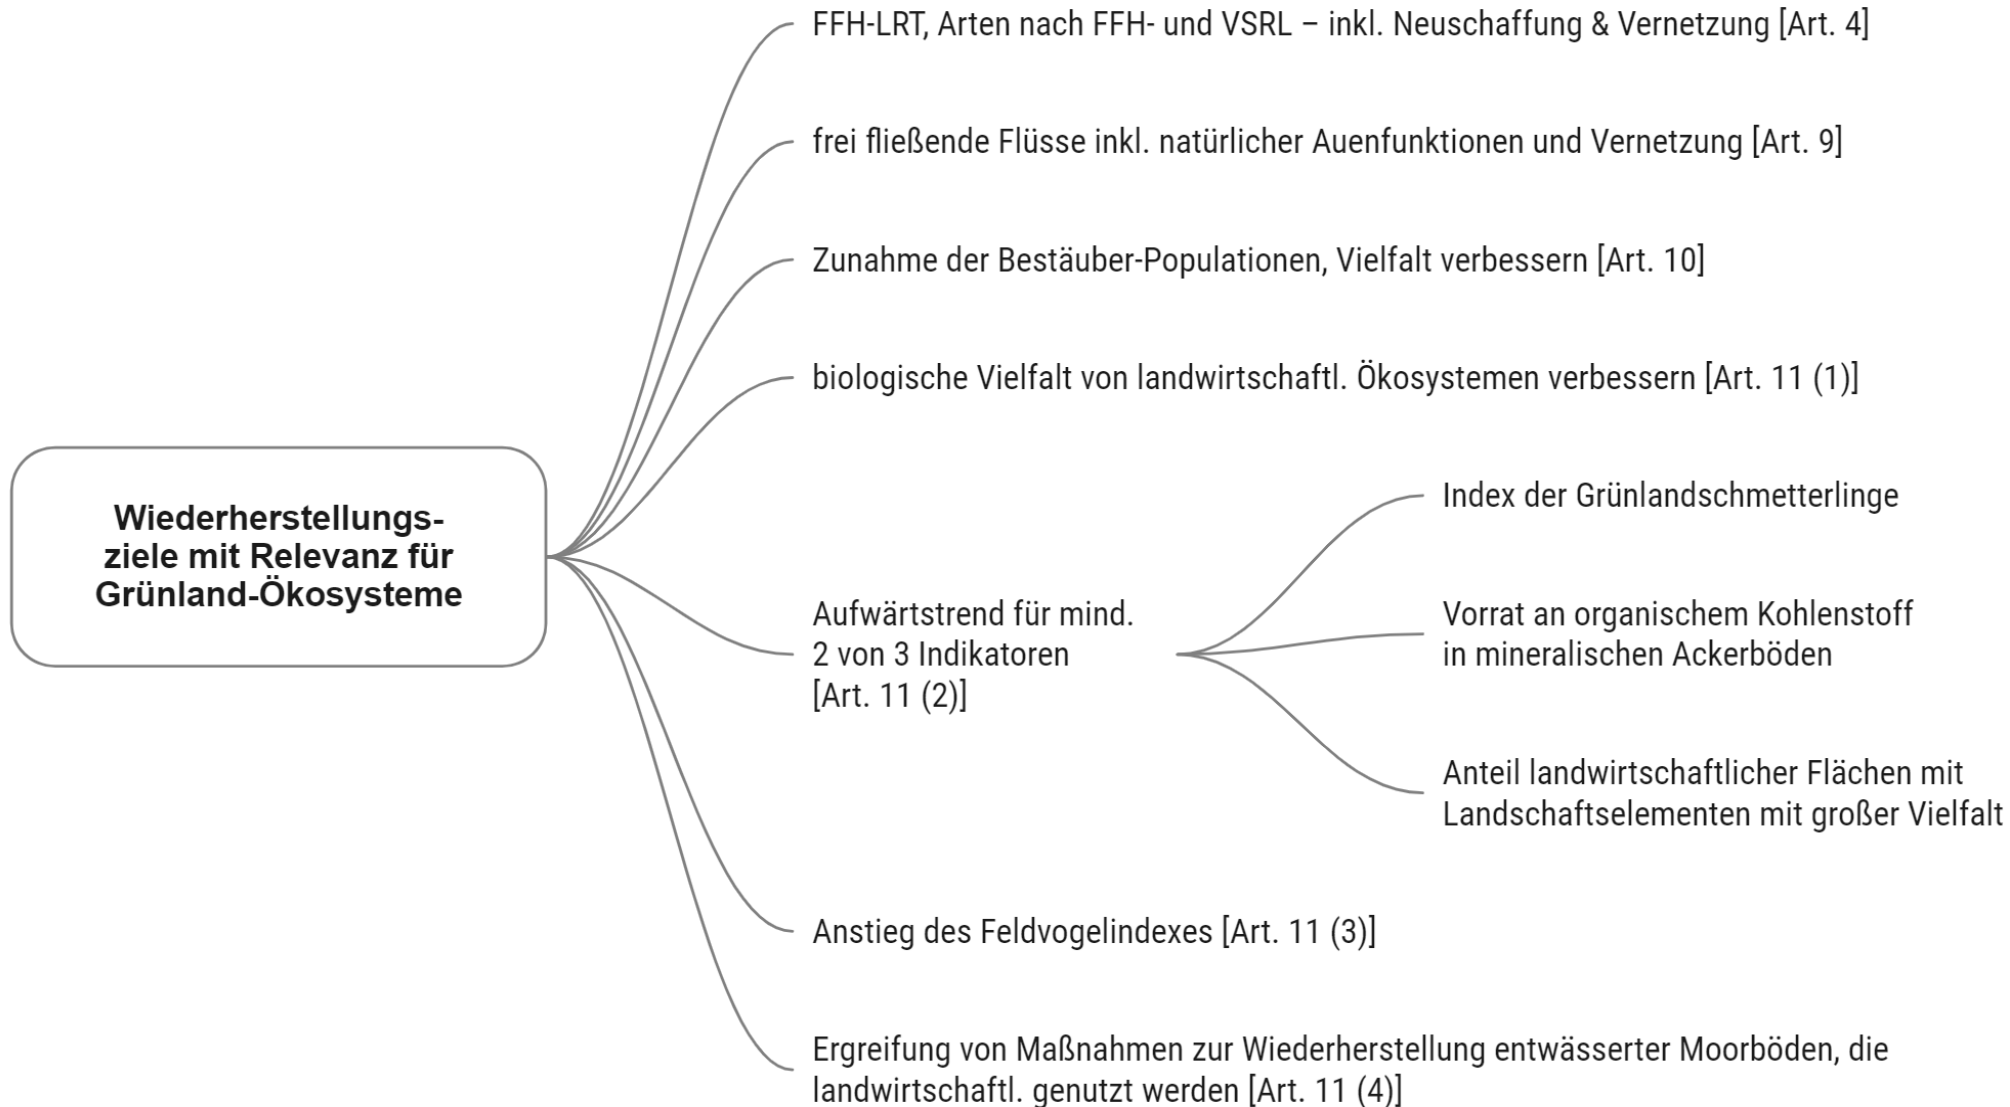 FFH-LRT, Arten nach FFH- und VSRL – inkl. Neuschaffung & Vernetzung [Art. 4]
frei fließende Flüsse inkl. natürlicher Auenfunktionen und Vernetzung [Art. 9]
Zunahme der Bestäuber-Populationen, Vielfalt verbessern [Art. 10]
biologische Vielfalt von landwirtschaftl. Ökosystemen verbessern [Art. 11 (1)]
Wiederherstellungs-
ziele mit Relevanz für
Grünland-Ökosysteme
Aufwärtstrend für mind.
2 von 3 Indikatoren
[Art. 11 (2)]
Index der Grünlandschmetterlinge
Vorrat an organischem Kohlenstoff
in mineralischen Ackerböden
Anteil landwirtschaftlicher Flächen mit
Landschaftselementen mit großer Vielfalt
Anstieg des Feldvogelindexes [Art. 11 (3)]
Ergreifung von Maßnahmen zur Wiederherstellung entwässerter Moorböden, die
landwirtschaftl. genutzt werden [Art. 11 (4)]